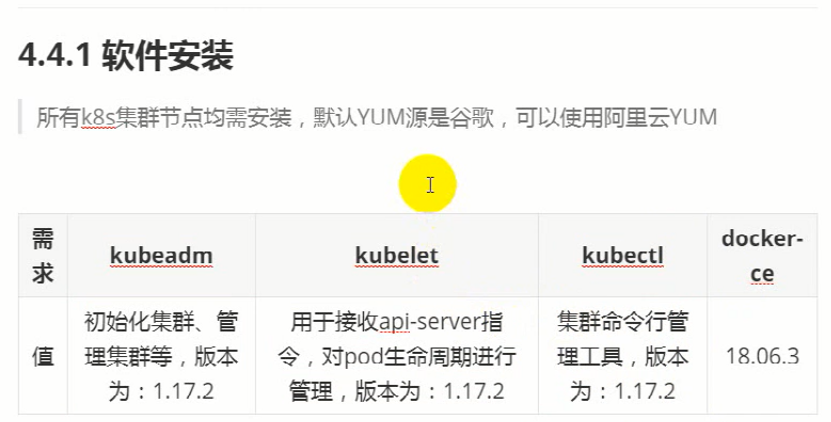 4.4.1 软件安装
所有k8s集群节点均需安装，默认YUM源是谷歌，可以使用阿里云YUM
需求
kubeadm
kubelet
kubectl
docker-ce
值
初始化集群、管
理集群等，版本
为：1.17.2
用于接收api-server指
令，对pod生命周期进行
管理，版本为：1.17.2
集群命令行管
理工具，版本
为：1.17.2
18.06.3